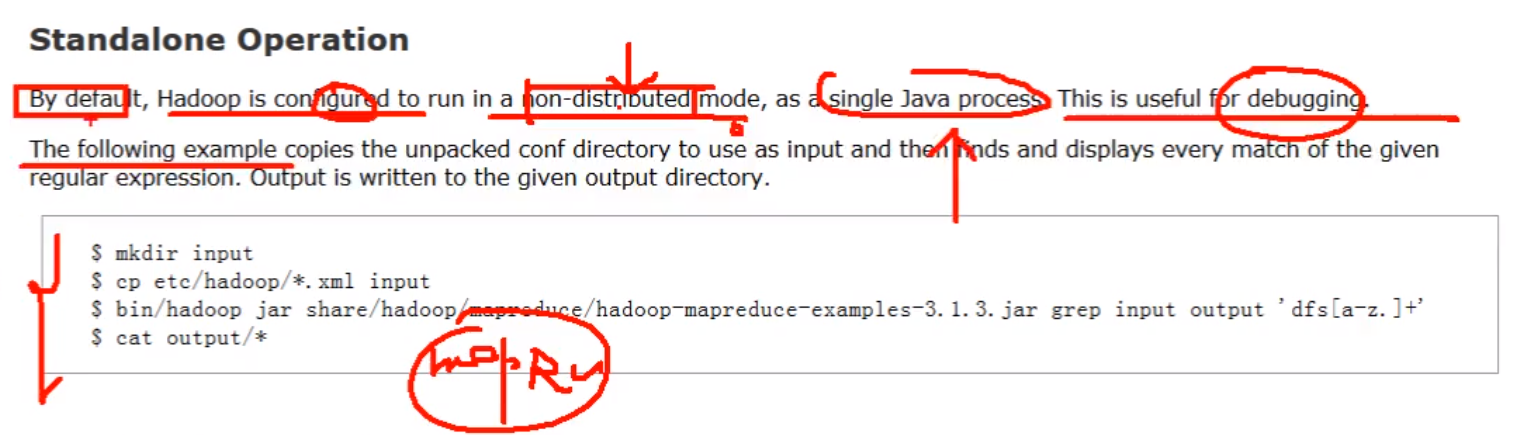 Standalone Operation
By default, Hadoop is configured to run in a non-distributed mode, as a single Java process. This is useful for debugging.
The following example copies the unpacked conf directory to use as input and then finds and displays every match of the given
regular expression. Output is written to the given output directory.
$ mkdir input
$ cp etc/hadoop/*.xml input
$ bin/hadoop jar share/hadoop/mapreduce/hadoop-mapreduce-examples-3.1.3.jar grep input output 'dfs[a-z.]+'
$ cat output/*
map